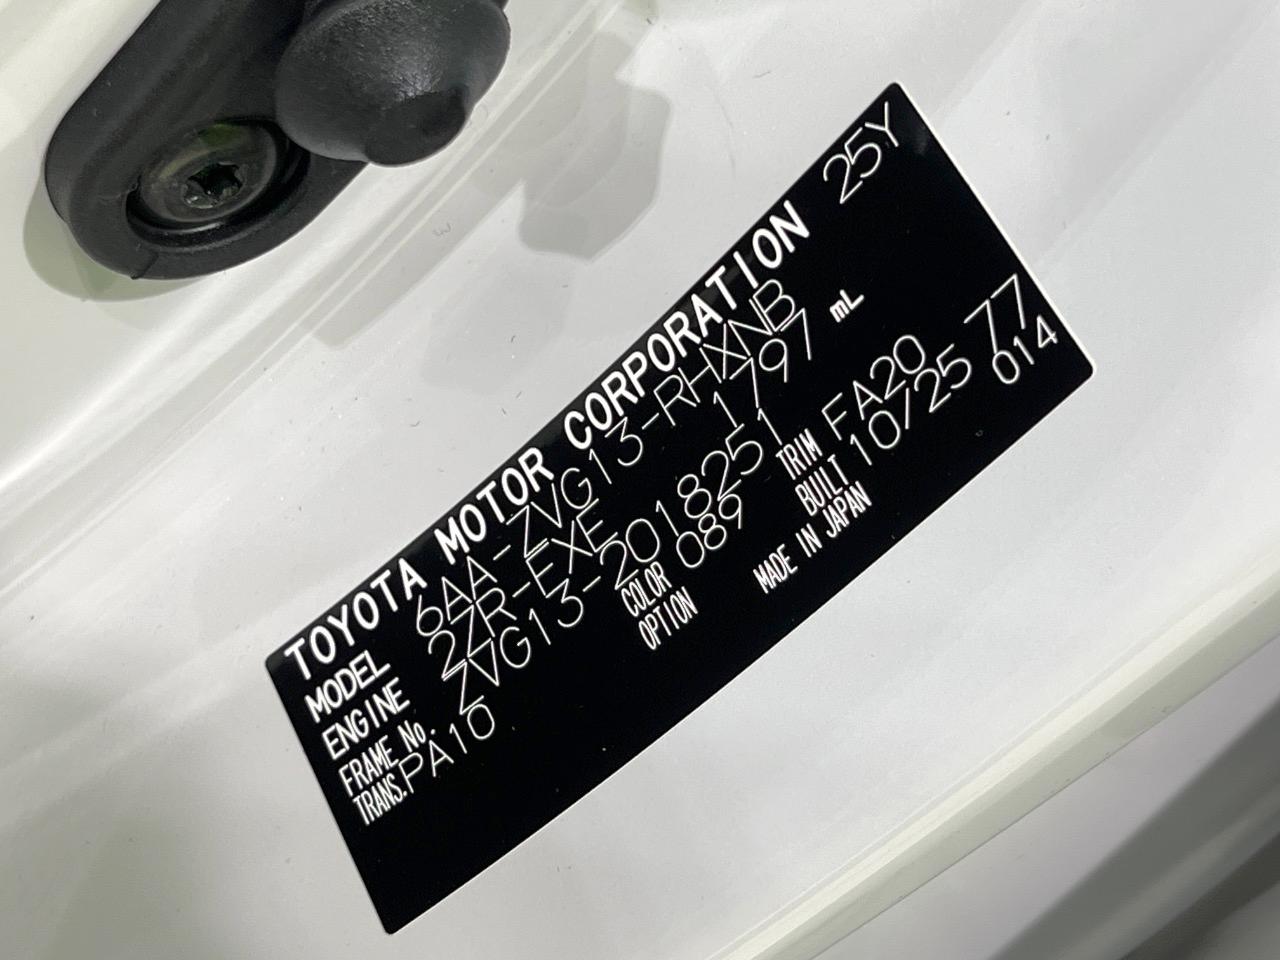 TOYOTA MOTOR CORPORATION 25Y
MODEL 6AA-ZVG13-RHXNB
ENGINE 2ZR-EXE 1797 mL
FRAME No. ZVG13-2018251
TRANS. PA10 COLOR 089 TRIM FA20 77
OPTION BUILT 10/25 014
MADE IN JAPAN